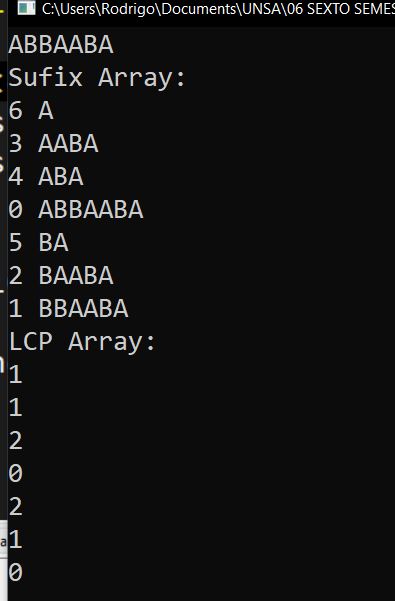 C:\Users\Rodrigo\Documents\UNSA\06 SEXTO SEMES
ABBAABA
Sufix Array:
6 A
3 AABA
4 ABA
0 ABBAABA
5 BA
2 BAABA
1 BBAABA
LCP Array:
1
1
2
0
2
1
0